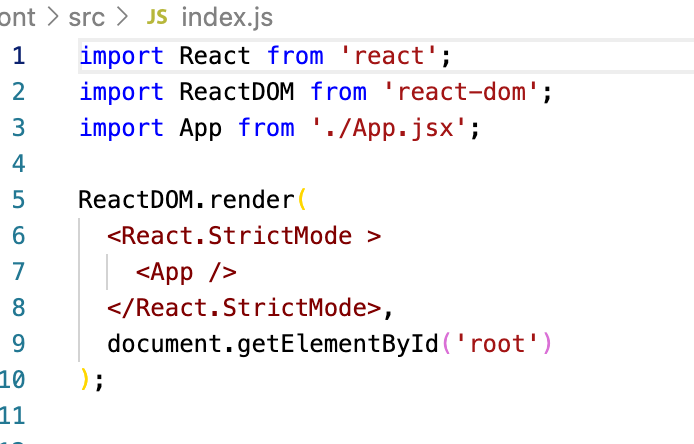 ont > src > JS index.js
1 import React from 'react';
2 import ReactDOM from 'react-dom';
3 import App from './App.jsx';
4
5 ReactDOM.render(
6 <React.StrictMode >
7 <App />
8 </React.StrictMode>,
9 document.getElementById('root')
10 );
11